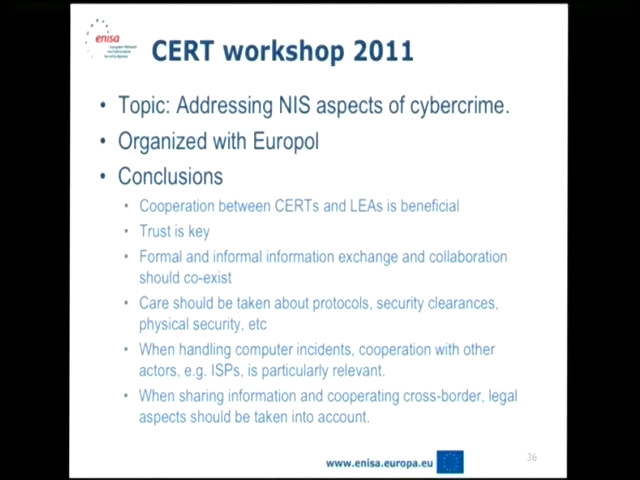 enisa
CERT workshop 2011
• Topic: Addressing NIS aspects of cybercrime.
• Organized with Europol
• Conclusions
• Cooperation between CERTs and LEAs is beneficial
• Trust is key
• Formal and informal information exchange and collaboration
should co-exist
• Care should be taken about protocols, security clearances,
physical security, etc
• When handling computer incidents, cooperation with other
actors, e.g. ISPs, is particularly relevant.
• When sharing information and cooperating cross-border, legal
aspects should be taken into account.
www.enisa.europa.eu
36